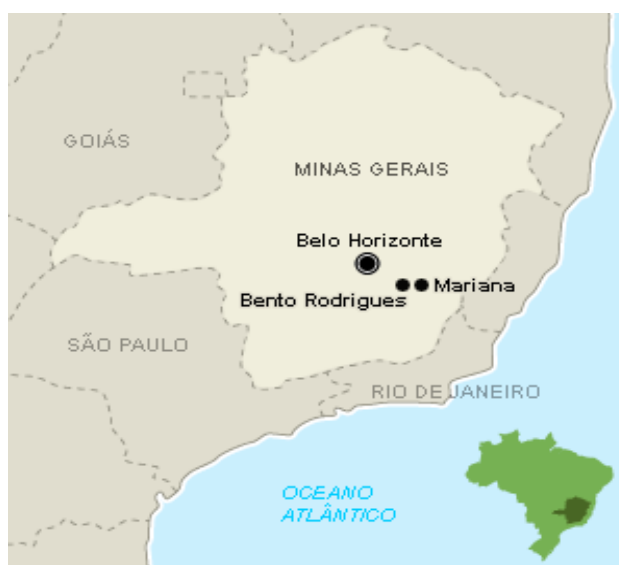 GOIÁS
MINAS GERAIS
Belo Horizonte
Mariana
Bento Rodrigues
SÃO PAULO
RIO DE JANEIRO
OCEANO
ATLÂNTICO